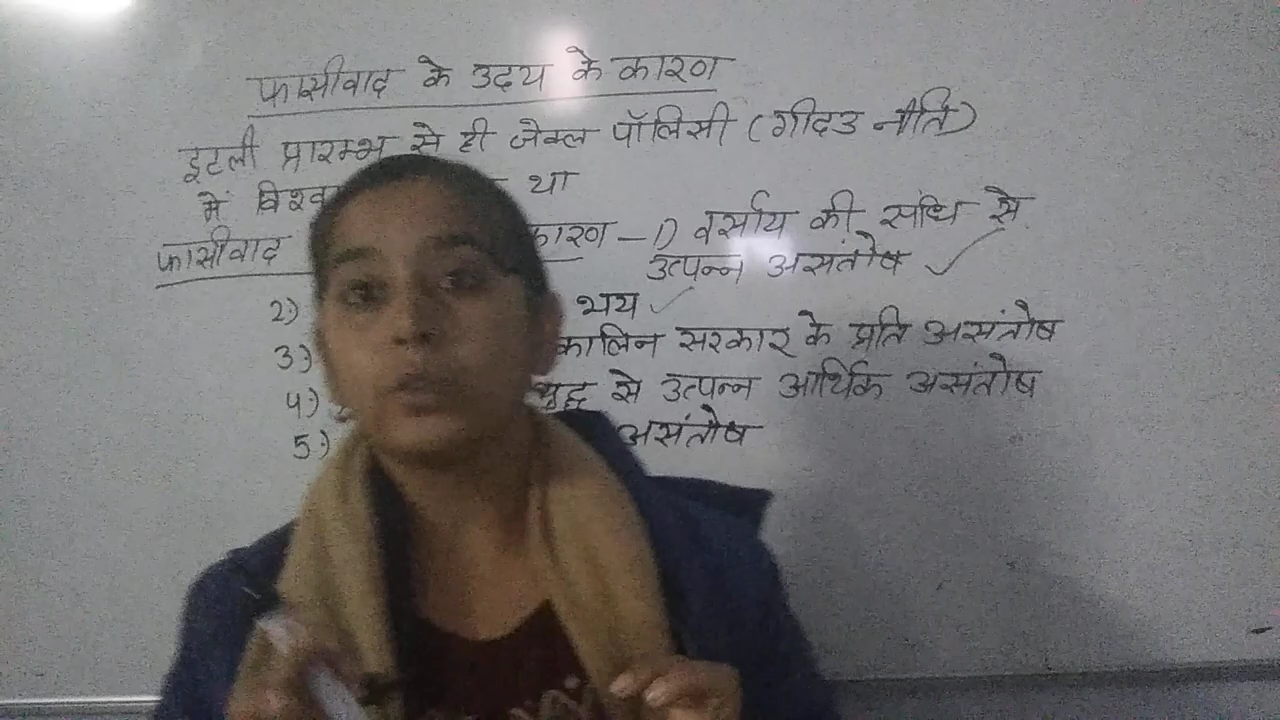 फासीवाद के उदय के कारण
इटली प्रारम्भ से ही जैकल पॉलिसी (गीदड नीति)
में था
फासीवाद कारण – 1) वर्साय की संधि से
उत्पन्न असंतोष ✓
2) भय ✓
3) कालिन सरकार के प्रति असंतोष
4) युद्ध से उत्पन्न आर्थिक असंतोष
5) असंतोष